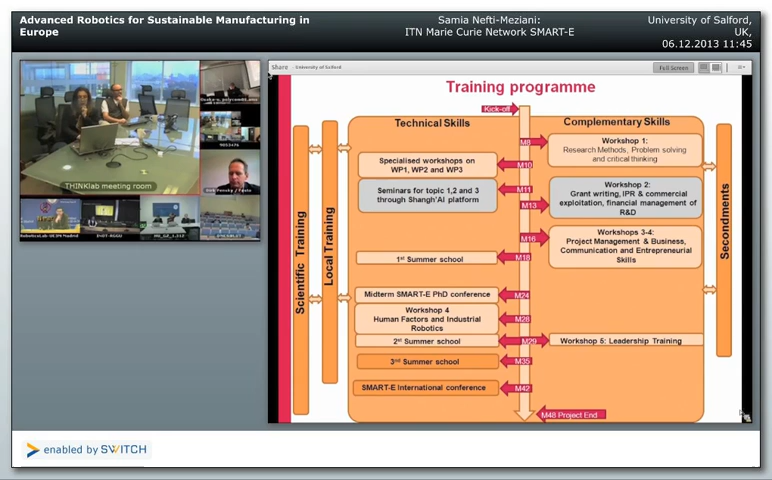 Advanced Robotics for Sustainable Manufacturing in
Europe
Samia Nefti-Meziani:
ITN Marie Curie Network SMART-E
University of Salford,
UK,
06.12.2013 11:45
THINKlab meeting room
Share
University of Salford
Full Screen
Training programme
Kick-off
Technical Skills
Complementary Skills
Scientific Training
Local Training
Secondments
M8
Workshop 1:
Research Methods, Problem solving
and critical thinking
Specialised workshops on
WP1, WP2 and WP3
M10
Seminars for topic 1,2 and 3
through Shangh'AI platform
M11
M13
Workshop 2:
Grant writing, IPR & commercial
exploitation, financial management of
R&D
M16
Workshops 3-4:
Project Management & Business,
Communication and Entrepreneurial
Skills
1st Summer school
M18
Midterm SMART-E PhD conference
M24
Workshop 4
Human Factors and Industrial
Robotics
M28
2nd Summer school
M29
Workshop 5: Leadership Training
3rd Summer school
M35
SMART-E International conference
M42
M48 Project End
enabled by SWITCH